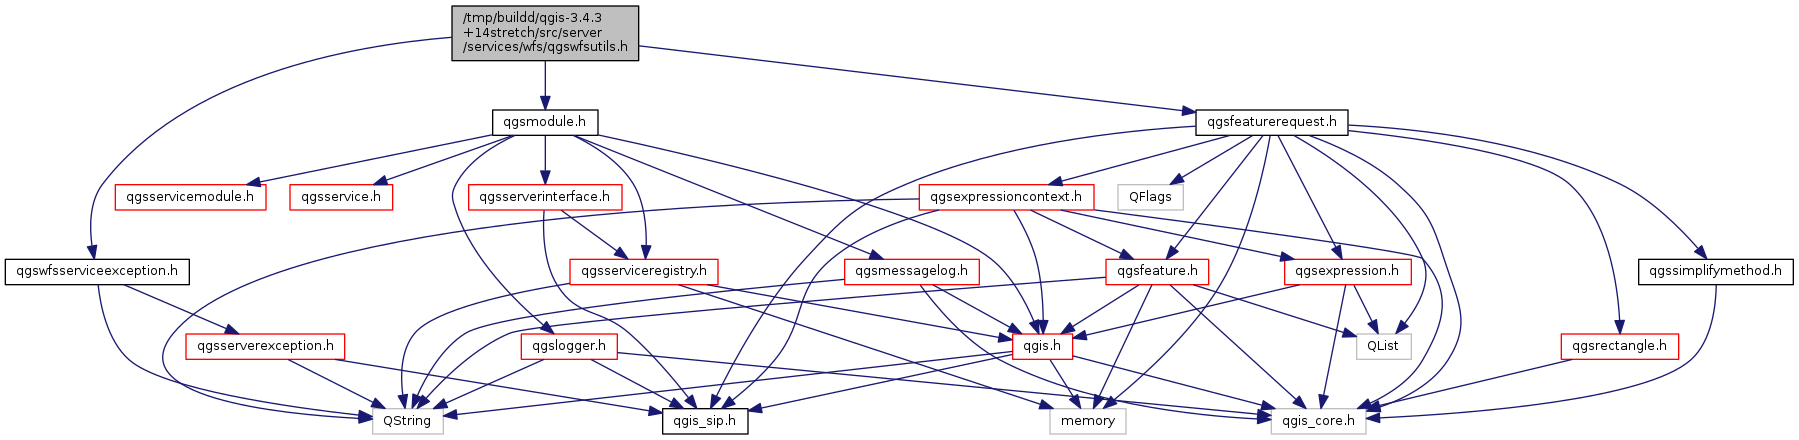 /tmp/buildd/qgis-3.4.3
+14stretch/src/server
/services/wfs/qgswfsutils.h
qgsmodule.h
qgsfeaturerequest.h
qgsservicemodule.h
qgsservice.h
qgsserverinterface.h
qgsexpressioncontext.h
QFlags
qgswfsserviceexception.h
qgsserviceregistry.h
qgsmessagelog.h
qgsfeature.h
qgsexpression.h
qgssimplifymethod.h
qgsserverexception.h
qgslogger.h
qgis.h
QList
qgsrectangle.h
QString
qgis_sip.h
memory
qgis_core.h